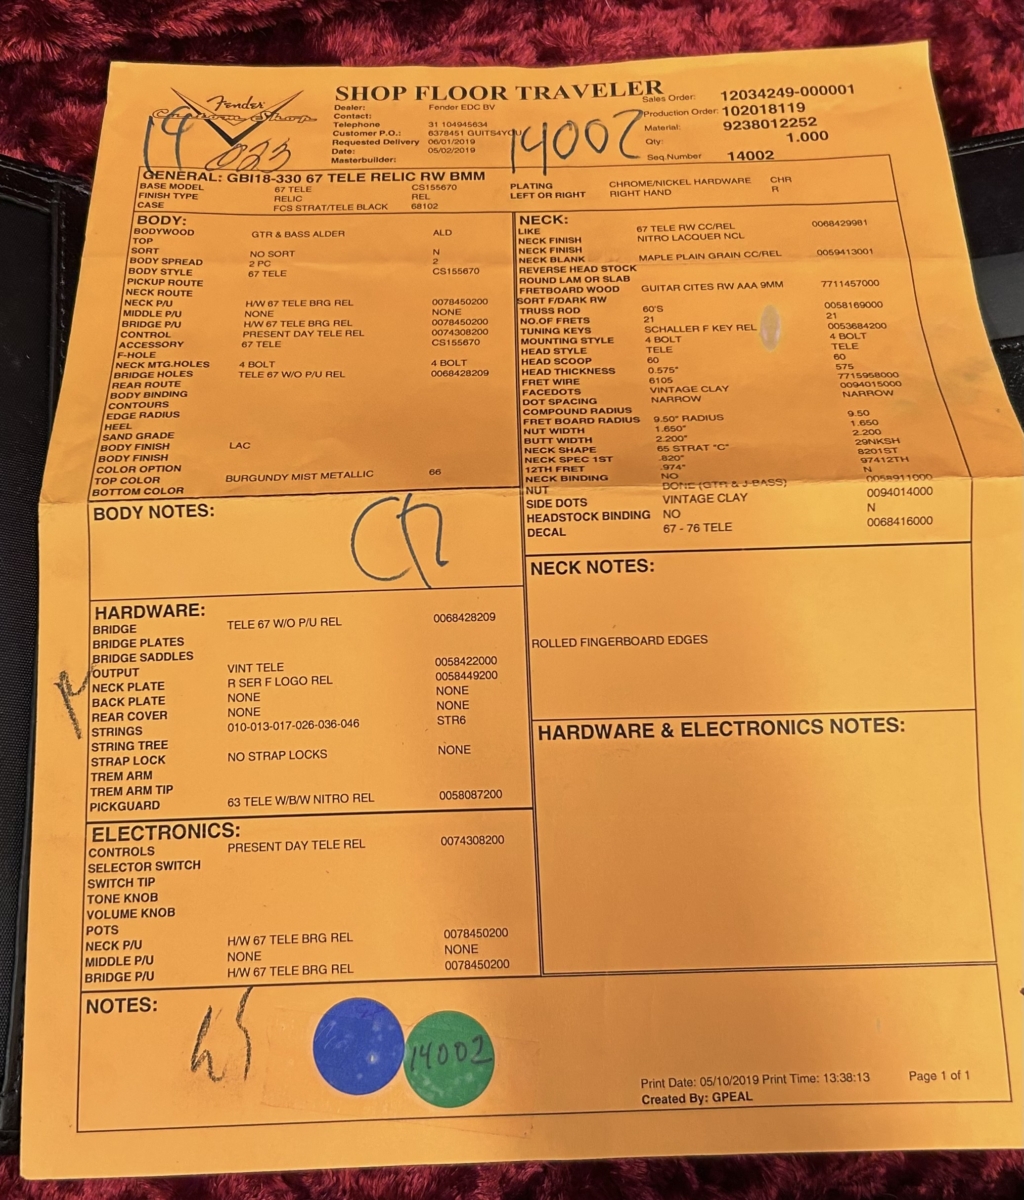 Fender
Custom Shop
SHOP FLOOR TRAVELER
Dealer: Fender EDC BV
Contact:
Telephone 31 104945634
Customer P.O.: 6378451 GUITS4YOU
Requested Delivery 06/01/2019
Date: 05/02/2019
Masterbuilder:
Sales Order: 12034249-000001
Production Order: 102018119
Material: 9238012252
Qty: 1.000
Seq.Number 14002
14002
GENERAL: GBI18-330 67 TELE RELIC RW BMM
BASE MODEL 67 TELE CS155670 PLATING CHROME/NICKEL HARDWARE CHR
FINISH TYPE RELIC REL LEFT OR RIGHT RIGHT HAND R
CASE FCS STRAT/TELE BLACK 68102
BODY:
BODYWOOD GTR & BASS ALDER ALD
TOP
SORT NO SORT N
BODY SPREAD 2 PC 2
BODY STYLE 67 TELE CS155670
PICKUP ROUTE
NECK ROUTE
NECK P/U H/W 67 TELE BRG REL 0078450200
MIDDLE P/U NONE NONE
BRIDGE P/U H/W 67 TELE BRG REL 0078450200
CONTROL PRESENT DAY TELE REL 0074308200
ACCESSORY 67 TELE CS155670
F-HOLE
NECK MTG.HOLES 4 BOLT 4 BOLT
BRIDGE HOLES TELE 67 W/O P/U REL 0068428209
REAR ROUTE
BODY BINDING
CONTOURS
EDGE RADIUS
HEEL
SAND GRADE
BODY FINISH LAC
BODY FINISH
COLOR OPTION
TOP COLOR BURGUNDY MIST METALLIC 66
BOTTOM COLOR
NECK:
LIKE 67 TELE RW CC/REL 0068429981
NECK FINISH NITRO LACQUER NCL
NECK FINISH
NECK BLANK MAPLE PLAIN GRAIN CC/REL 0059413001
REVERSE HEAD STOCK
ROUND LAM OR SLAB
FRETBOARD WOOD GUITAR CITES RW AAA 9MM 7711457000
SORT F/DARK RW
TRUSS ROD 60'S 0058169000
NO.OF FRETS 21 21
TUNING KEYS SCHALLER F KEY REL 0053684200
MOUNTING STYLE 4 BOLT 4 BOLT
HEAD STYLE TELE TELE
HEAD SCOOP 60 60
HEAD THICKNESS 0.575" 575
FRET WIRE 6105 7715958000
FACEDOTS VINTAGE CLAY 0094015000
DOT SPACING NARROW NARROW
COMPOUND RADIUS
FRET BOARD RADIUS 9.50" RADIUS 9.50
NUT WIDTH 1.650" 1.650
BUTT WIDTH 2.200" 2.200
NECK SHAPE 65 STRAT "C" 29NKSH
NECK SPEC 1ST .820" 8201ST
12TH FRET .974" 97412TH
NECK BINDING NO N
NUT BONE (GTR & J-BASS) 0058911000
SIDE DOTS VINTAGE CLAY 0094014000
HEADSTOCK BINDING NO N
DECAL 67 - 76 TELE 0068416000
BODY NOTES:
NECK NOTES:
ROLLED FINGERBOARD EDGES
HARDWARE:
BRIDGE TELE 67 W/O P/U REL 0068428209
BRIDGE PLATES
BRIDGE SADDLES
OUTPUT VINT TELE 0058422000
NECK PLATE R SER F LOGO REL 0058449200
BACK PLATE NONE NONE
REAR COVER NONE NONE
STRINGS 010-013-017-026-036-046 STR6
STRING TREE
STRAP LOCK NO STRAP LOCKS NONE
TREM ARM
TREM ARM TIP
PICKGUARD 63 TELE W/B/W NITRO REL 0058087200
HARDWARE & ELECTRONICS NOTES:
ELECTRONICS:
CONTROLS PRESENT DAY TELE REL 0074308200
SELECTOR SWITCH
SWITCH TIP
TONE KNOB
VOLUME KNOB
POTS
NECK P/U H/W 67 TELE BRG REL 0078450200
MIDDLE P/U NONE NONE
BRIDGE P/U H/W 67 TELE BRG REL 0078450200
NOTES:
14002
Print Date: 05/10/2019 Print Time: 13:38:13 Page 1 of 1
Created By: GPEAL